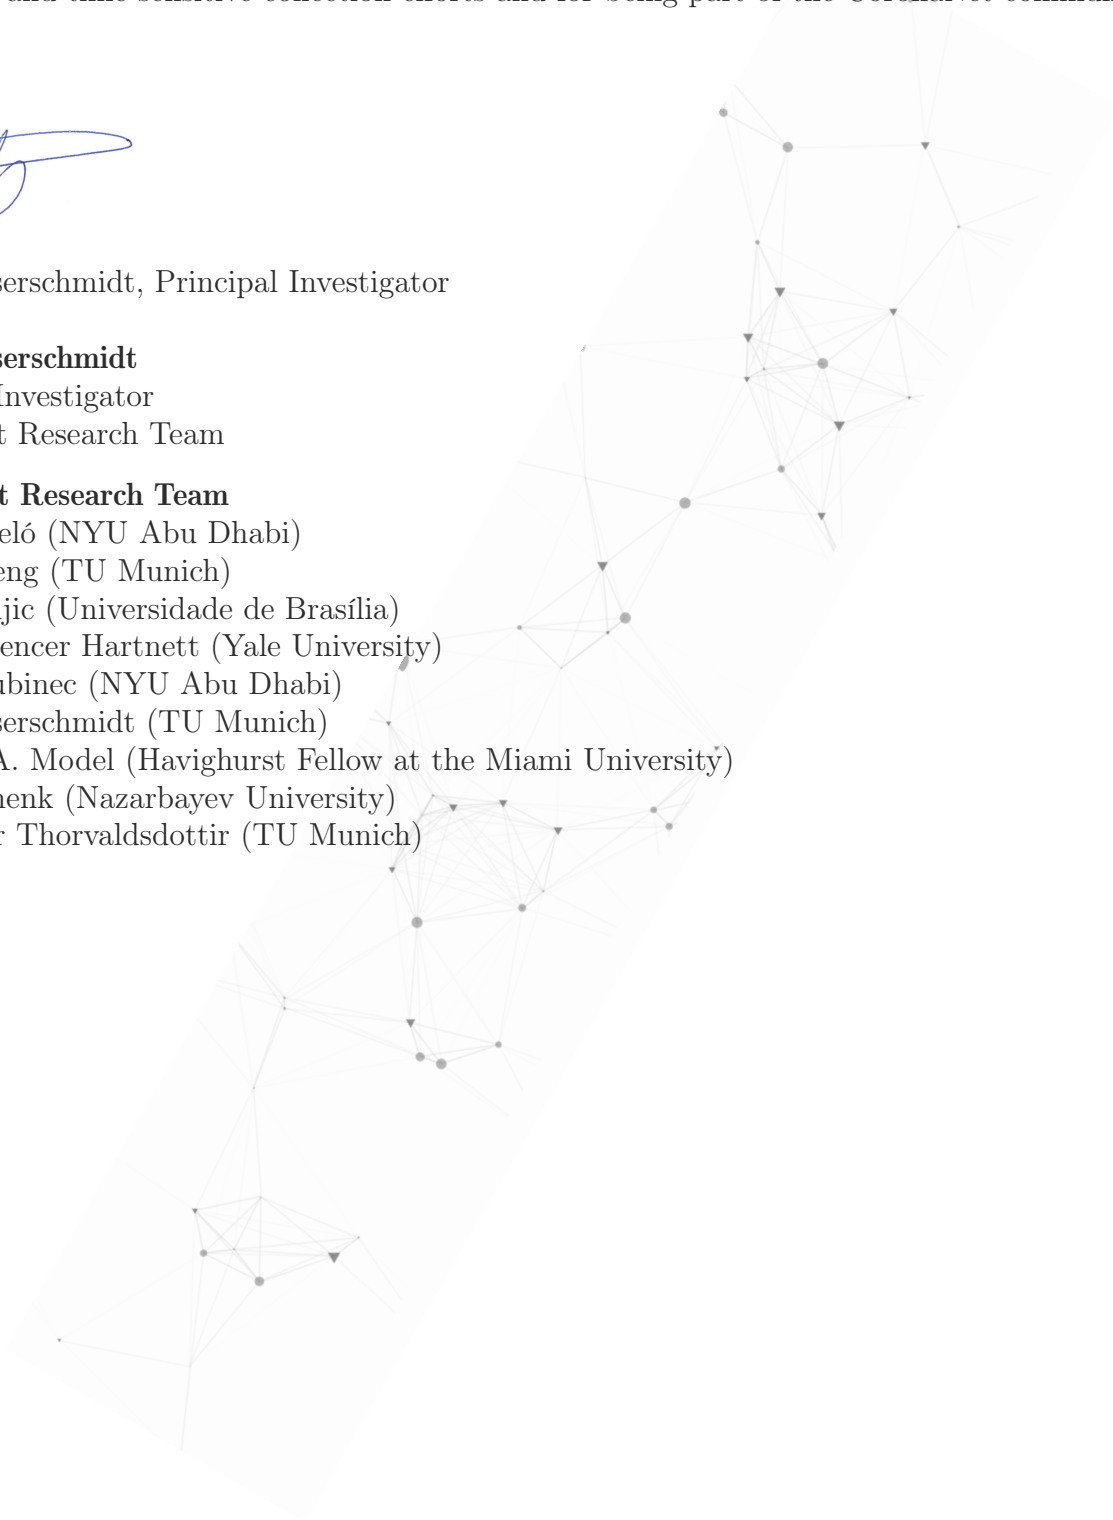 and time-sensitive collection efforts and for being part of the CoronaNet
serschmidt, Principal Investigator
serschmidt
Investigator
t Research Team
t Research Team
eló (NYU Abu Dhabi)
eng (TU Munich)
jic (Universidade de Brasília)
encer Hartnett (Yale University)
ubinec (NYU Abu Dhabi)
serschmidt (TU Munich)
A. Model (Havighurst Fellow at the Miami University)
henk (Nazarbayev University)
r Thorvaldsdottir (TU Munich)